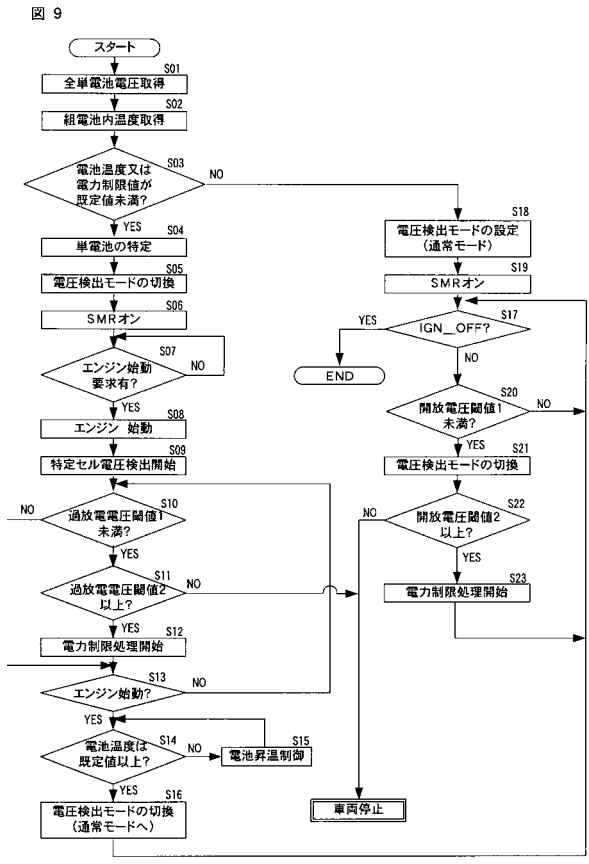 図 9
スタート
S01
全単電池電圧取得
S02
組電池内温度取得
S03
電池温度又は
電力制限値が
既定値未満?
NO
YES
S04
単電池の特定
S05
電圧検出モードの切換
S06
SMRオン
S07
エンジン始動
要求有?
NO
YES
S08
エンジン 始動
S09
特定セル電圧検出開始
S10
過放電電圧閾値1
未満?
NO
YES
S11
過放電電圧閾値2
以上?
NO
YES
S12
電力制限処理開始
S13
エンジン始動?
NO
YES
S14
電池温度は
既定値以上?
NO
S15
電池昇温制御
YES
S16
電圧検出モードの切換
(通常モードへ)
S18
電圧検出モードの設定
(通常モード)
S19
SMRオン
S17
IGN__OFF?
YES
NO
END
S20
開放電圧閾値1
未満?
NO
YES
S21
電圧検出モードの切換
S22
開放電圧閾値2
以上?
NO
YES
S23
電力制限処理開始
車両停止